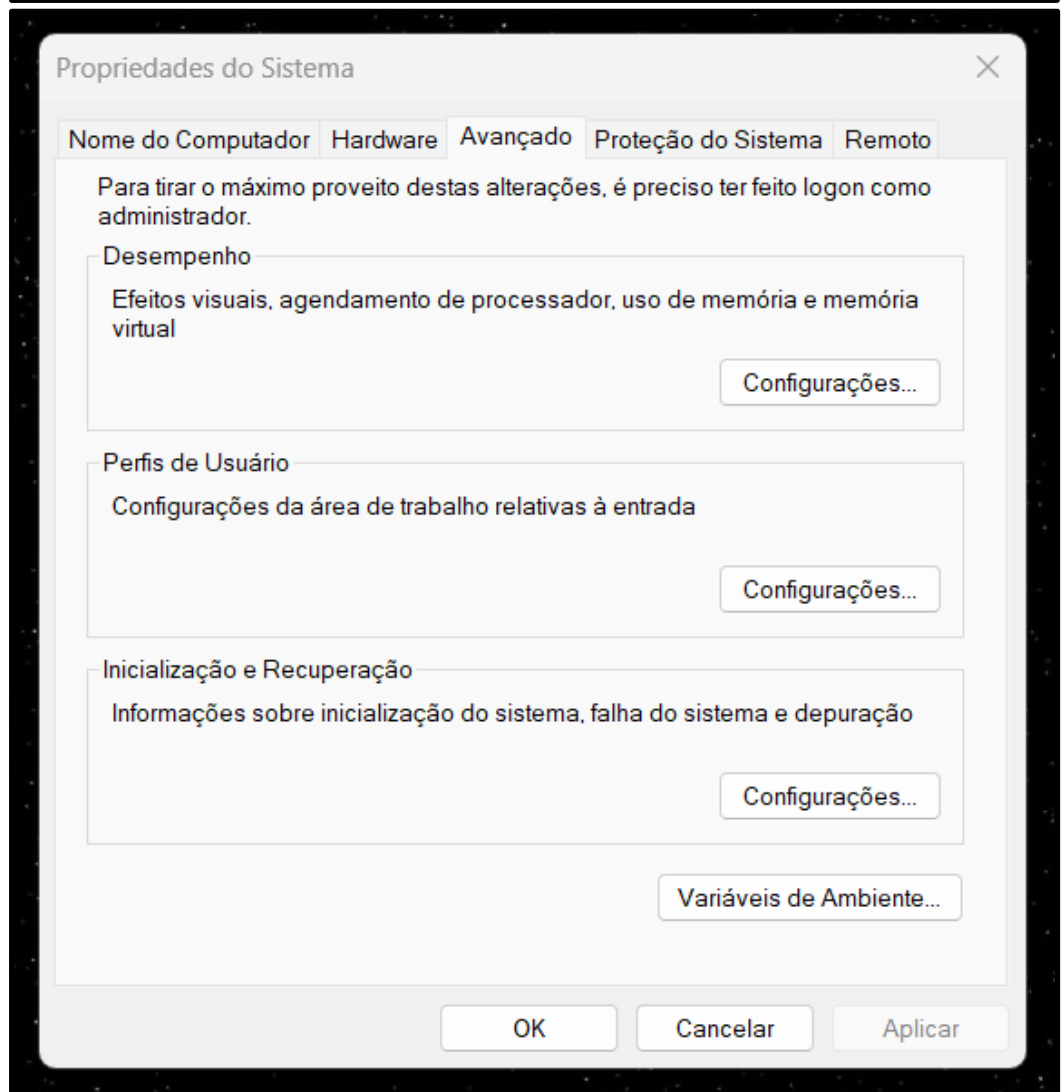 Propriedades do Sistema
Nome do Computador Hardware Avançado Proteção do Sistema Remoto
Para tirar o máximo proveito destas alterações, é preciso ter feito logon como
administrador.
Desempenho
Efeitos visuais, agendamento de processador, uso de memória e memória
virtual
Configurações...
Perfis de Usuário
Configurações da área de trabalho relativas à entrada
Configurações...
Inicialização e Recuperação
Informações sobre inicialização do sistema, falha do sistema e depuração
Configurações...
Variáveis de Ambiente...
OK Cancelar Aplicar